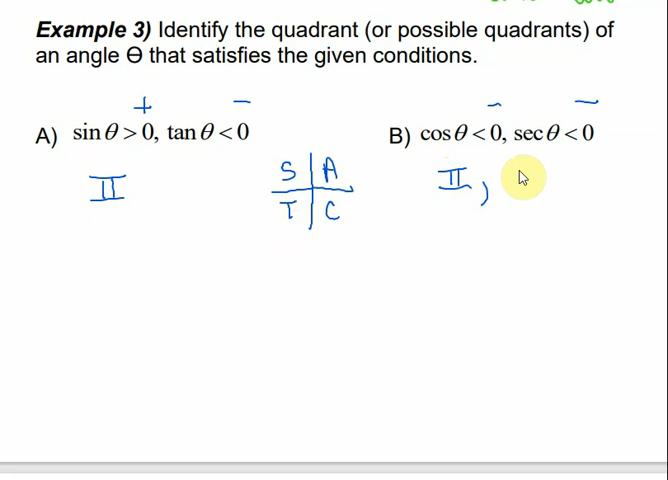 Example 3) Identify the quadrant (or possible quadrants) of
an angle Θ that satisfies the given conditions.
+ − − −
A) sin θ > 0, tan θ < 0 B) cos θ < 0, sec θ < 0
II S A II,
T C